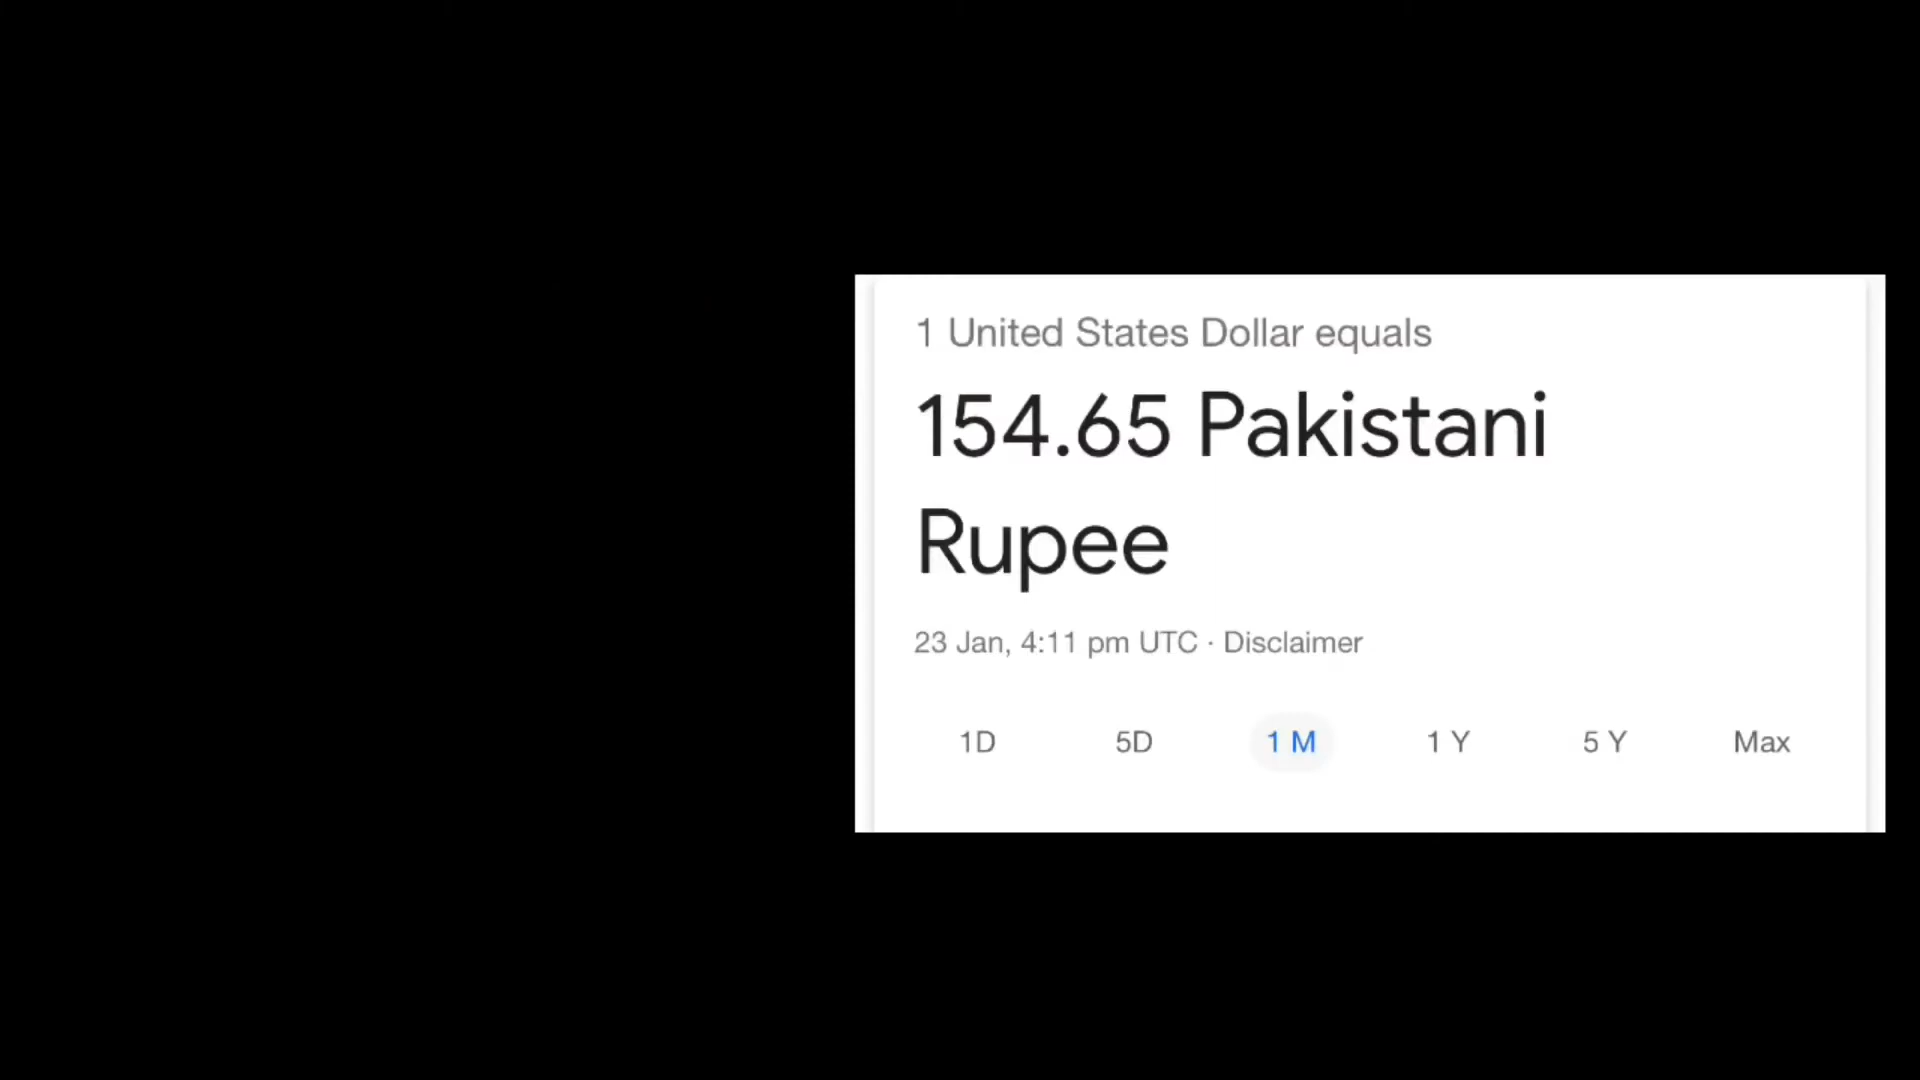 1 United States Dollar equals
154.65 Pakistani
Rupee
23 Jan, 4:11 pm UTC · Disclaimer
1D 5D 1 M 1 Y 5 Y Max